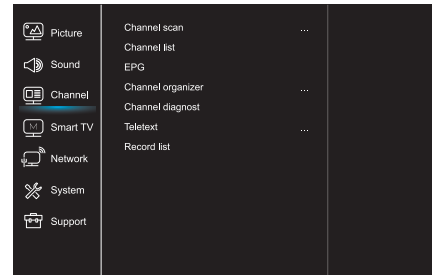 Picture
Sound
Channel
M
Smart TV
Network
System
Support
Channel scan ...
Channel list
EPG
Channel organizer ...
Channel diagnost
Teletext ...
Record list